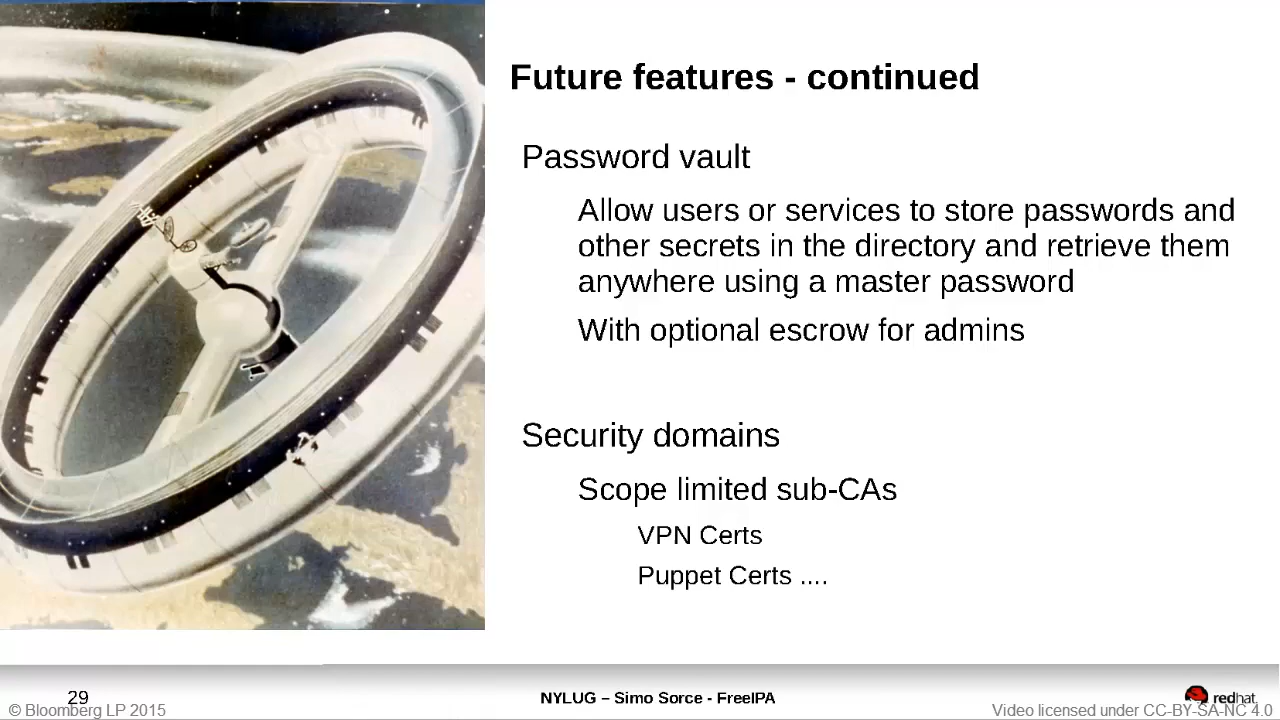 Future features - continued
Password vault
Allow users or services to store passwords and
other secrets in the directory and retrieve them
anywhere using a master password
With optional escrow for admins
Security domains
Scope limited sub-CAs
VPN Certs
Puppet Certs ....
29
NYLUG – Simo Sorce - FreeIPA
redhat
© Bloomberg LP 2015
Video licensed under CC-BY-SA-NC 4.0